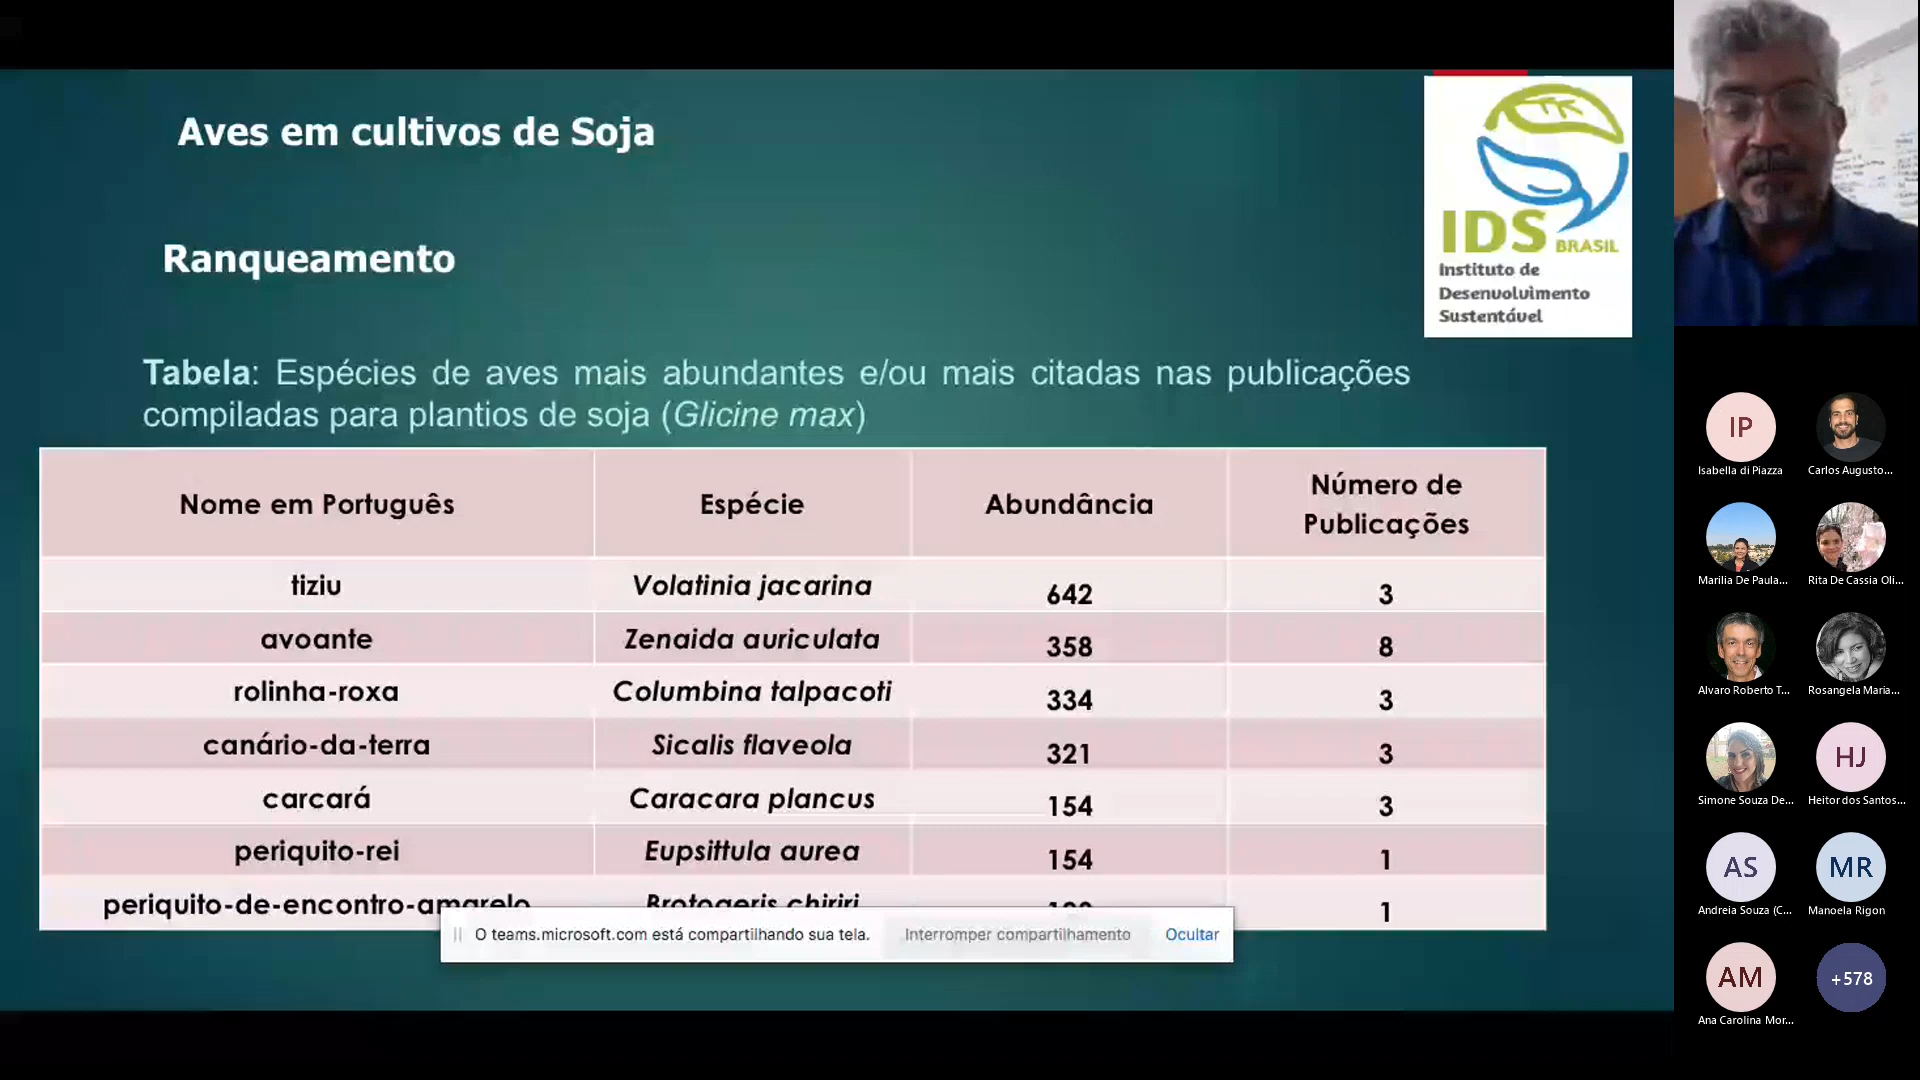 Aves em cultivos de Soja
Ranqueamento
IDS BRASIL
Instituto de
Desenvolvimento
Sustentável
Tabela: Espécies de aves mais abundantes e/ou mais citadas nas publicações
compiladas para plantios de soja (Glicine max)
Nome em Português Espécie Abundância Número de Publicações
tiziu Volatinia jacarina 642 3
avoante Zenaida auriculata 358 8
rolinha-roxa Columbina talpacoti 334 3
canário-da-terra Sicalis flaveola 321 3
carcará Caracara plancus 154 3
periquito-rei Eupsittula aurea 154 1
periquito-de-encontro-amarelo Brotogeris chiriri 1
O teams.microsoft.com está compartilhando sua tela. Interromper compartilhamento Ocultar
IP
Isabella di Piazza Carlos Augusto...
Marilia De Paula... Rita De Cassia Oli...
Alvaro Roberto T... Rosangela Maria...
HJ
Simone Souza De... Heitor dos Santos...
AS MR
Andreia Souza (C... Manoela Rigon
AM +578
Ana Carolina Mor...